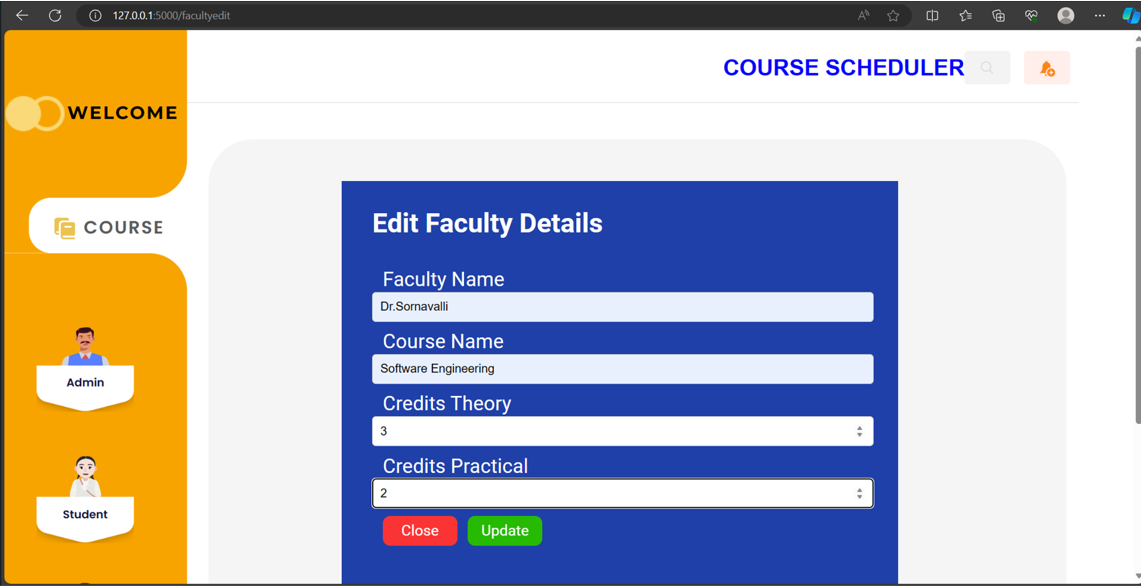 127.0.0.1:5000/facultyedit
COURSE SCHEDULER
WELCOME
COURSE
Admin
Student
Edit Faculty Details
Faculty Name
Dr.Sornavalli
Course Name
Software Engineering
Credits Theory
3
Credits Practical
2
Close Update